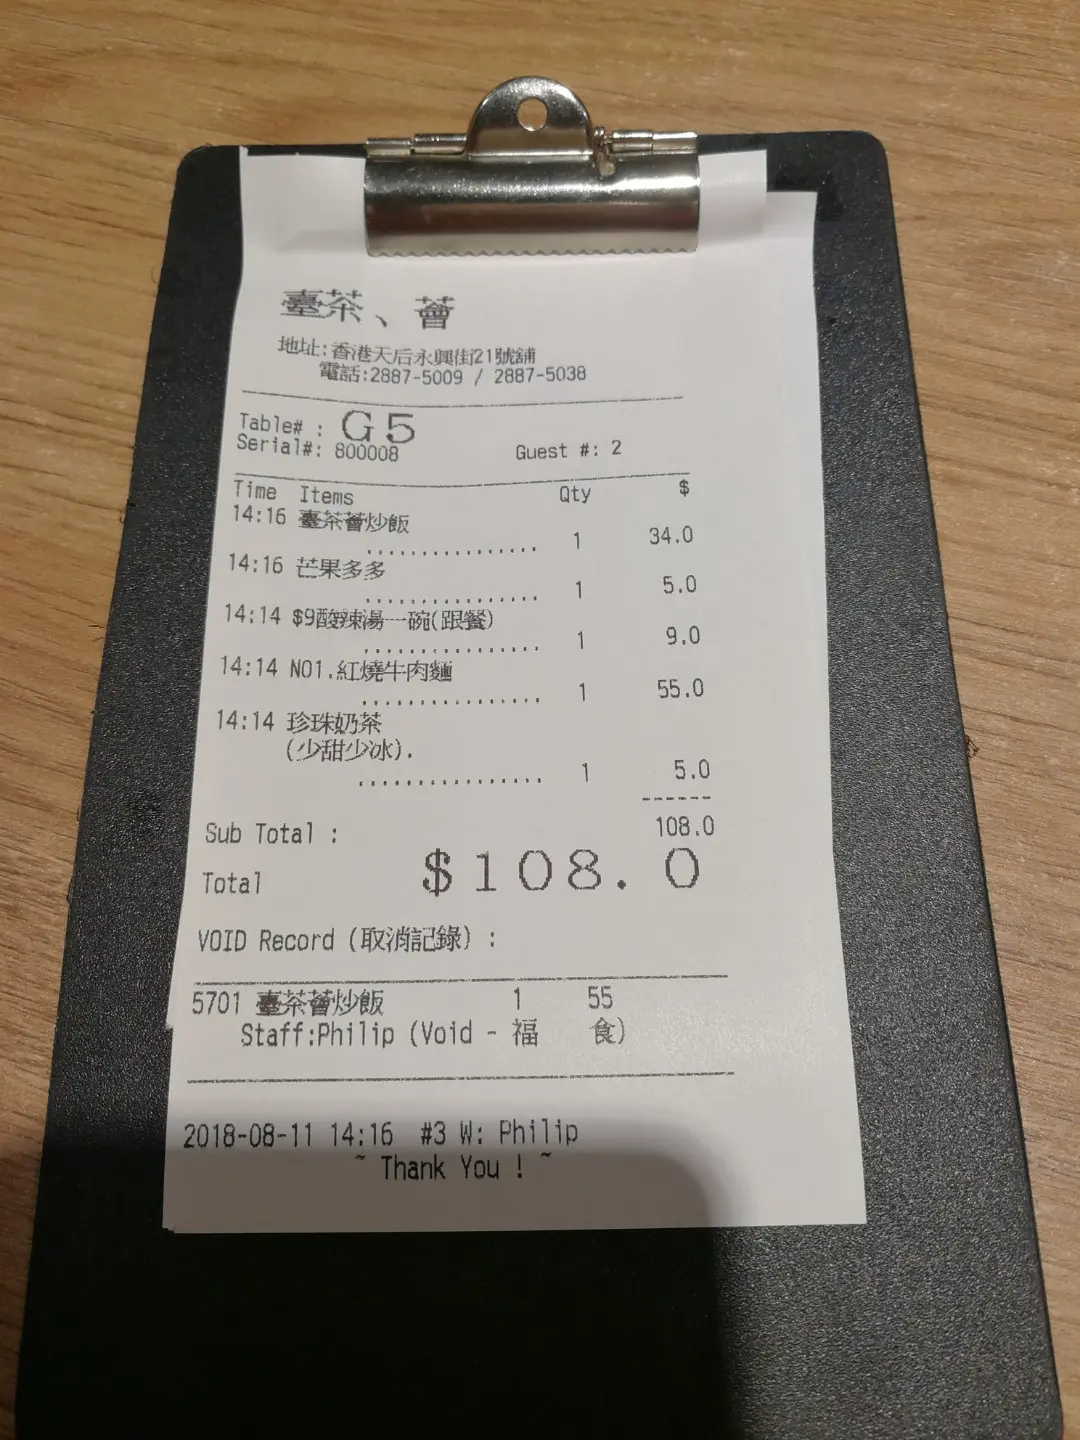 臺茶、薈
地址:香港天后永興街21號舖
電話:2887-5009 / 2887-5038
Table# : G5
Serial#: 800008 Guest #: 2
Time Items Qty $
14:16 臺茶薈炒飯
................ 1 34.0
14:16 芒果多多
................ 1 5.0
14:14 $9酸辣湯一碗(跟餐)
................ 1 9.0
14:14 NO1.紅燒牛肉麵
................ 1 55.0
14:14 珍珠奶茶
(少甜少冰).
................ 1 5.0
------
Sub Total : 108.0
Total $108.0
VOID Record (取消記錄) :
5701 臺茶薈炒飯 1 55
Staff:Philip (Void - 福 食)
2018-08-11 14:16 #3 W: Philip
~ Thank You ! ~